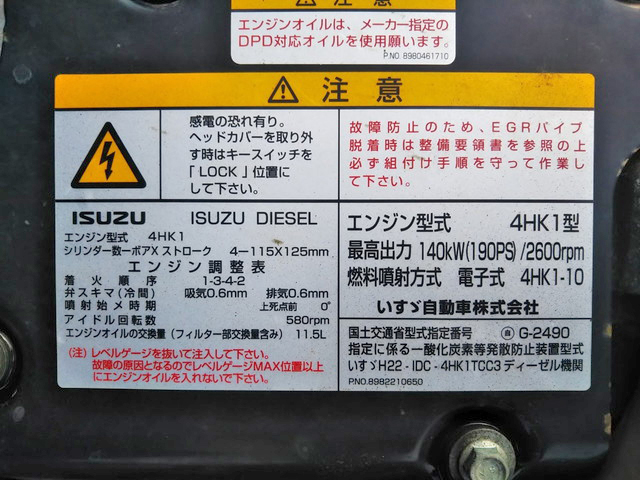 注意
エンジンオイルは、メーカー指定の
DPD対応オイルを使用願います。
P.NO. 8980461710
注意
感電の恐れ有り。
ヘッドカバーを取り外
す時はキースイッチを
「LOCK」位置に
して下さい。
故障防止のため、EGRパイプ
脱着時は整備要領書を参照の上
必ず組付け手順を守って作業し
て下さい。
ISUZU ISUZU DIESEL
エンジン型式 4HK1
シリンダー数ーボアXストローク 4ー115X125mm
エンジン調整表
着火順序 1-3-4-2
弁スキマ(冷間) 吸気0.6mm 排気0.6mm
噴射始メ時期 上死点前 0°
アイドル回転数 580rpm
エンジンオイルの交換量(フィルター部交換量含み) 11.5L
(注)レベルゲージを抜いて注入して下さい。
故障の原因となるのでレベルゲージMAX位置以上
にエンジンオイルを入れないで下さい。
エンジン型式 4HK1型
最高出力 140kW(190PS)/2600rpm
燃料噴射方式 電子式 4HK1-10
いすゞ自動車株式会社
国土交通省型式指定番号 自 G-2490
指定に係る一酸化炭素等発散防止装置型式
いすゞH22-IDC-4HK1TCC3ディーゼル機関
P.NO.8982210650